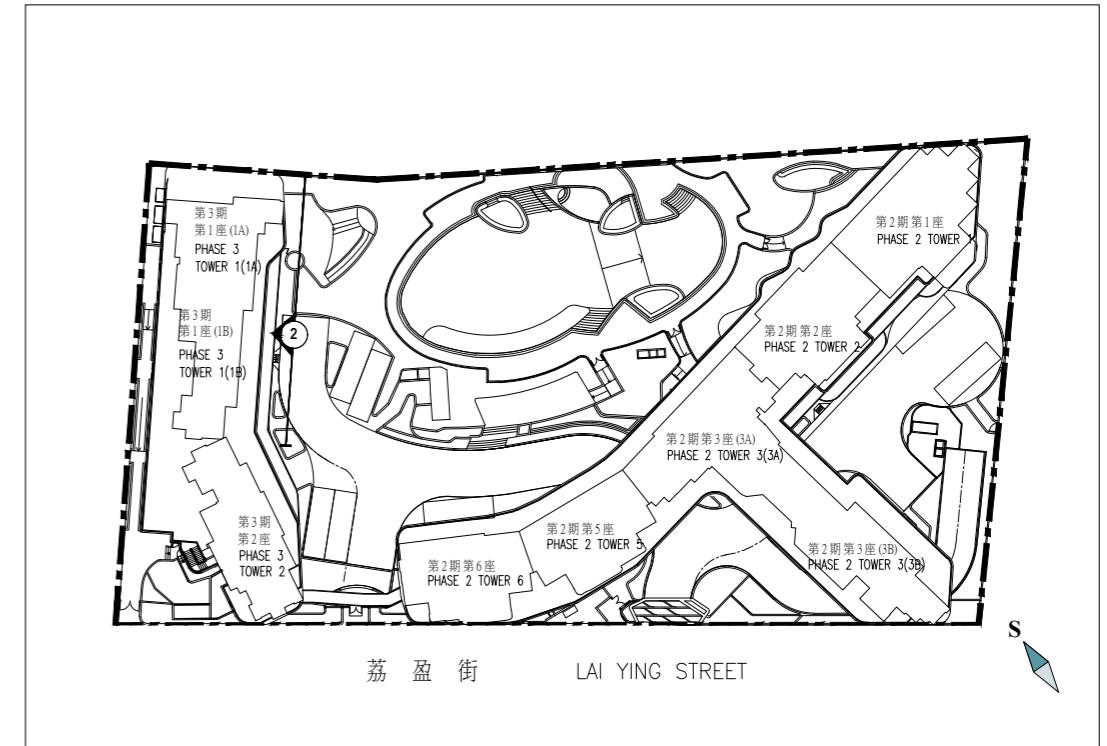 第3期
第1座(1A)
PHASE 3
TOWER 1(1A)
第3期
第1座(1B)
PHASE 3
TOWER 1(1B)
2
第3期
第2座
PHASE 3
TOWER 2
第2期第1座
PHASE 2 TOWER 1
第2期第2座
PHASE 2 TOWER 2
第2期第3座(3A)
PHASE 2 TOWER 3(3A)
第2期第5座
PHASE 2 TOWER 5
第2期第6座
PHASE 2 TOWER 6
第2期第3座(3B)
PHASE 2 TOWER 3(3B)
S
荔盈街 LAI YING STREET